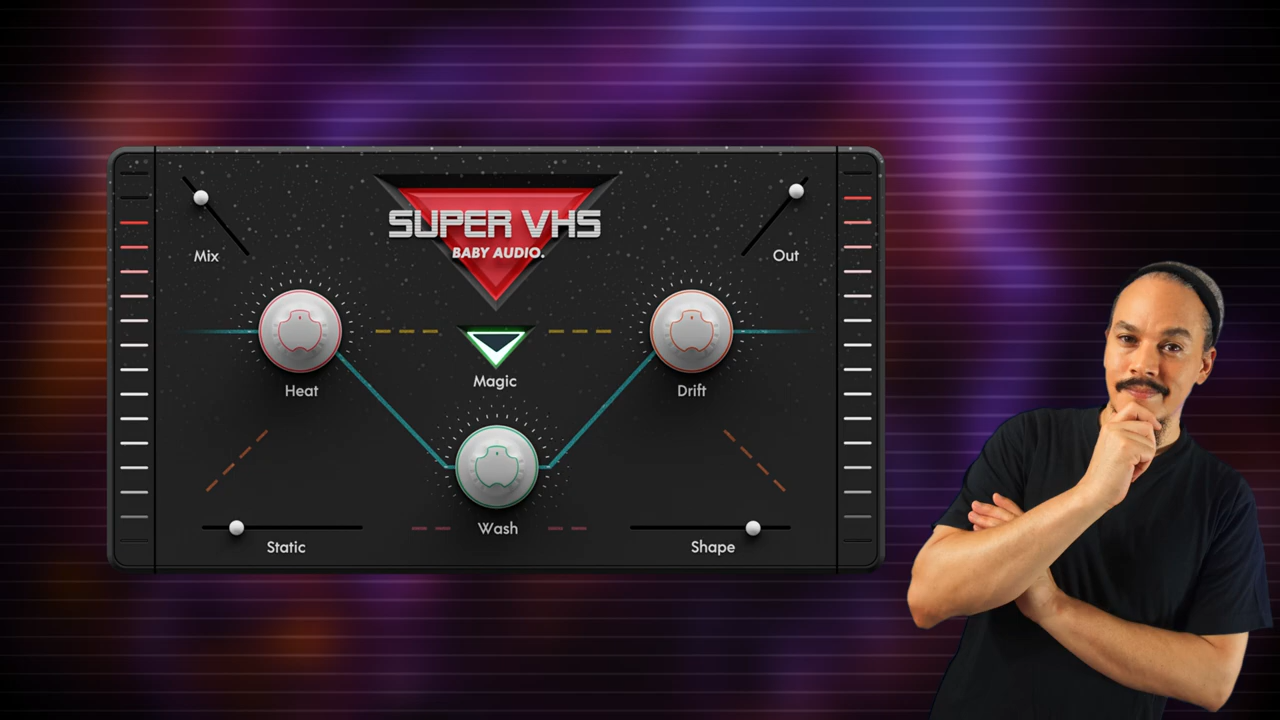 SUPER VHS
BABY AUDIO.
Mix
Out
Heat
Magic
Drift
Wash
Static
Shape